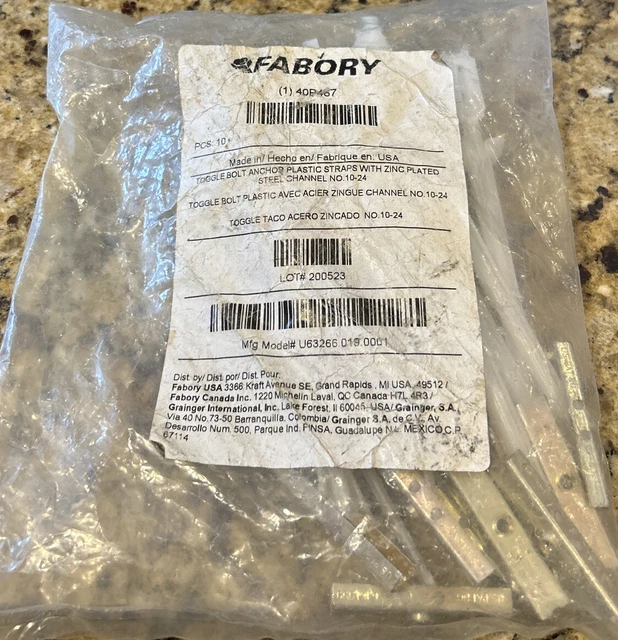 FABORY
(1) 40P467
PCS. 10
Made in/ Hecho en/ Fabrique en: USA
TOGGLE BOLT ANCHOR PLASTIC STRAPS WITH ZINC PLATED
STEEL CHANNEL NO.10-24
TOGGLE BOLT PLASTIC AVEC ACIER ZINGUE CHANNEL NO.10-24
TOGGLE TACO ACERO ZINCADO NO.10-24
LOT# 200523
Mfg Model# U63266.019.0001
Dist. by/ Dist. por/ Dist. Pour:
Fabory USA 3366 Kraft Avenue SE, Grand Rapids , MI USA, 49512 /
Fabory Canada Inc. 1220 Michelin Laval, QC Canada H7L 4R3 /
Grainger International, Inc. Lake Forest, Il 60045, USA/ Grainger, S.A.,
Via 40 No.73-50 Barranquilla, Colombia/ Grainger S.A. de C.V., Av.
Desarrollo Num. 500, Parque Ind. FINSA, Guadalupe N.L. MEXICO,C.P.
67114